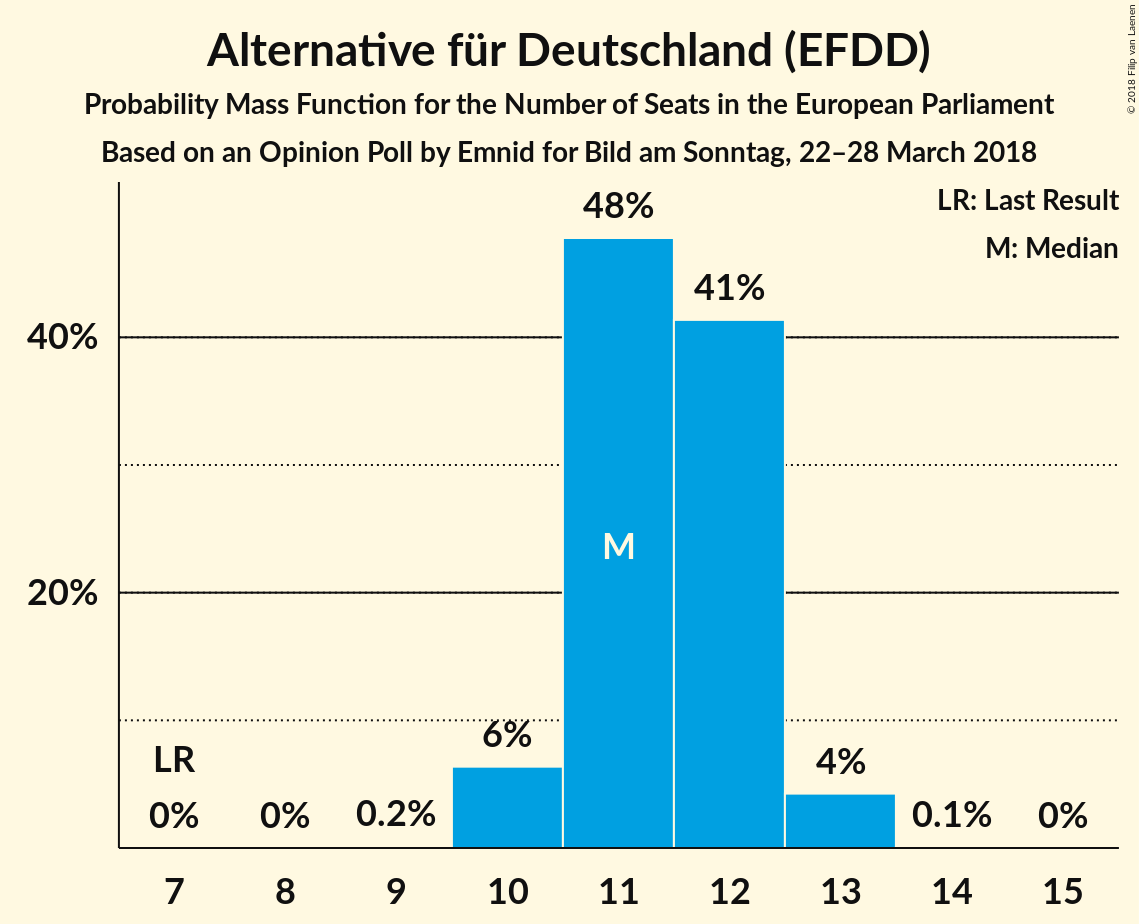 Alternative für Deutschland (EFDD)
Probability Mass Function for the Number of Seats in the European Parliament
Based on an Opinion Poll by Emnid for Bild am Sonntag, 22–28 March 2018
© 2018 Filip van Laenen
LR: Last Result
M: Median
48%
41%
40%
M
20%
6%
4%
LR
0%
0%
0.2%
0.1%
0%
7
8
9
10
11
12
13
14
15